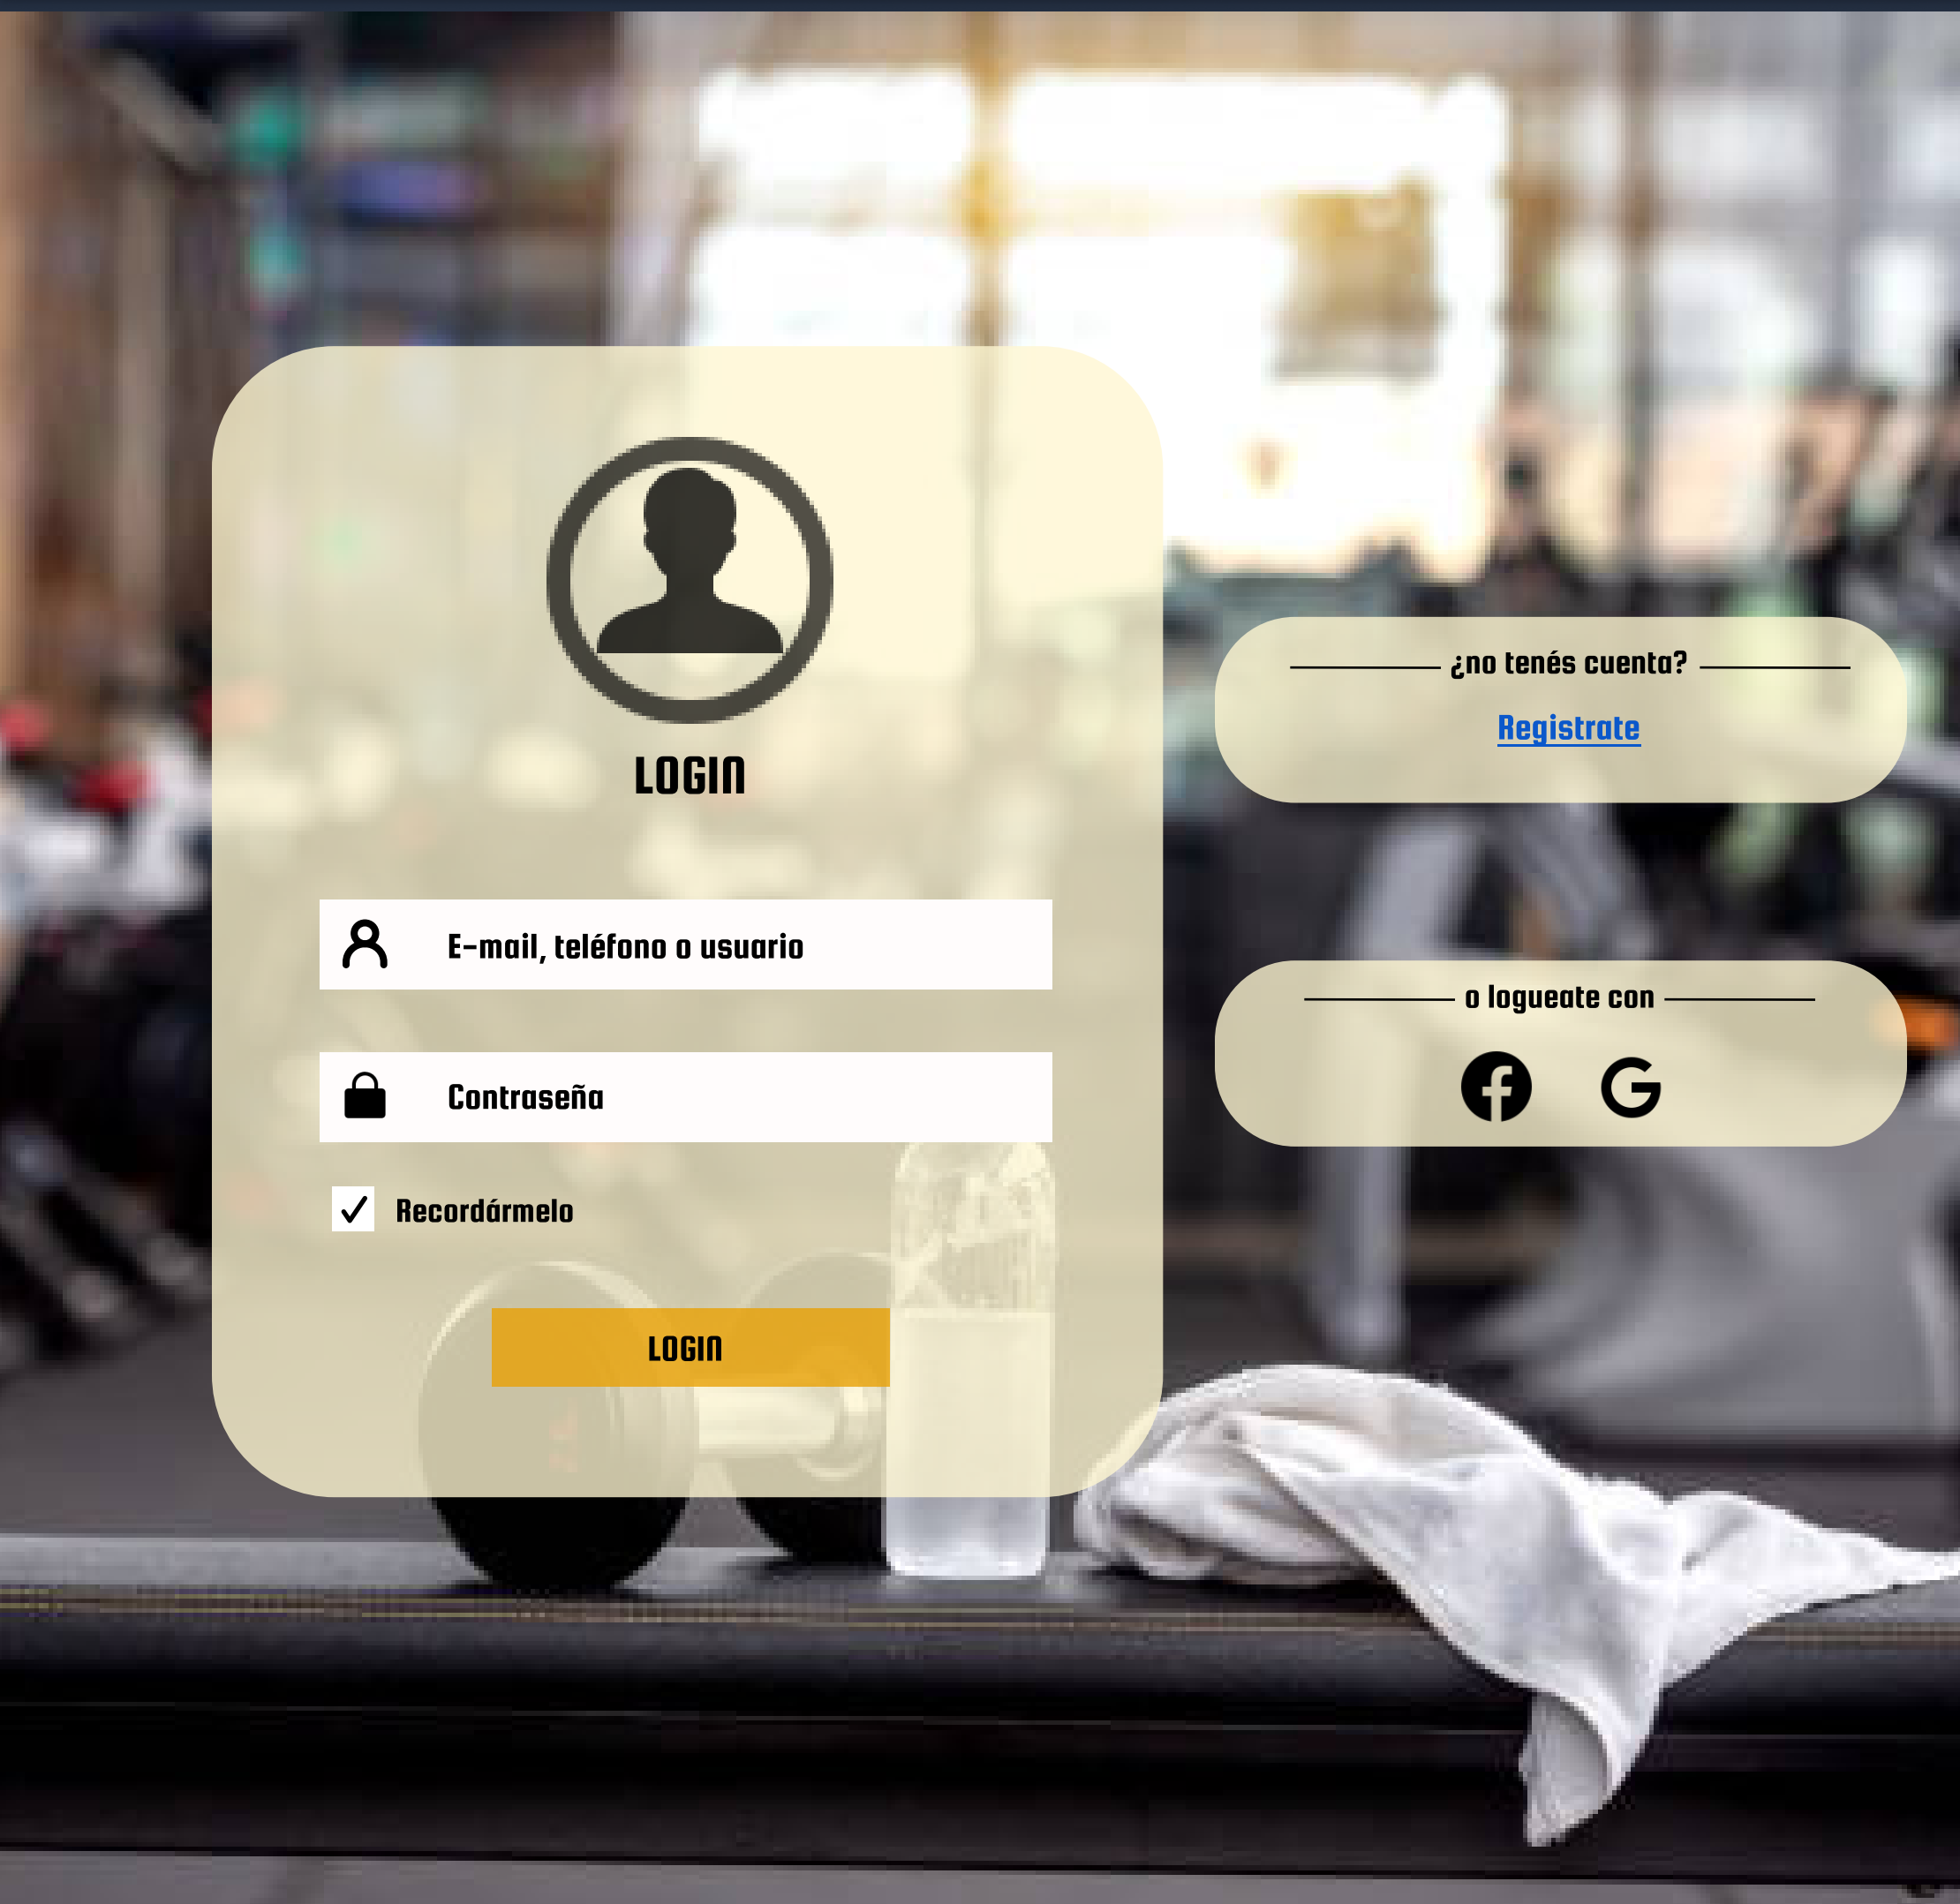 LOGIN
E-mail, teléfono o usuario
Contraseña
Recordármelo
LOGIN
¿no tenés cuenta?
Registrate
o logueate con